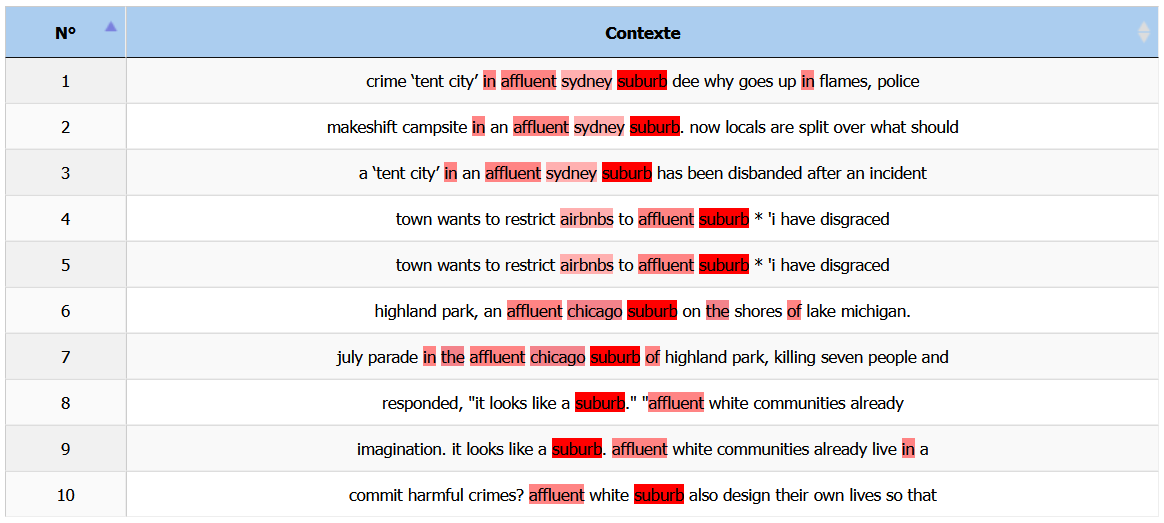 N° Contexte
1 crime ‘tent city’ in affluent sydney suburb dee why goes up in flames, police
2 makeshift campsite in an affluent sydney suburb. now locals are split over what should
3 a ‘tent city’ in an affluent sydney suburb has been disbanded after an incident
4 town wants to restrict airbnbs to affluent suburb * 'i have disgraced
5 town wants to restrict airbnbs to affluent suburb * 'i have disgraced
6 highland park, an affluent chicago suburb on the shores of lake michigan.
7 july parade in the affluent chicago suburb of highland park, killing seven people and
8 responded, "it looks like a suburb." "affluent white communities already
9 imagination. it looks like a suburb. affluent white communities already live in a
10 commit harmful crimes? affluent white suburb also design their own lives so that